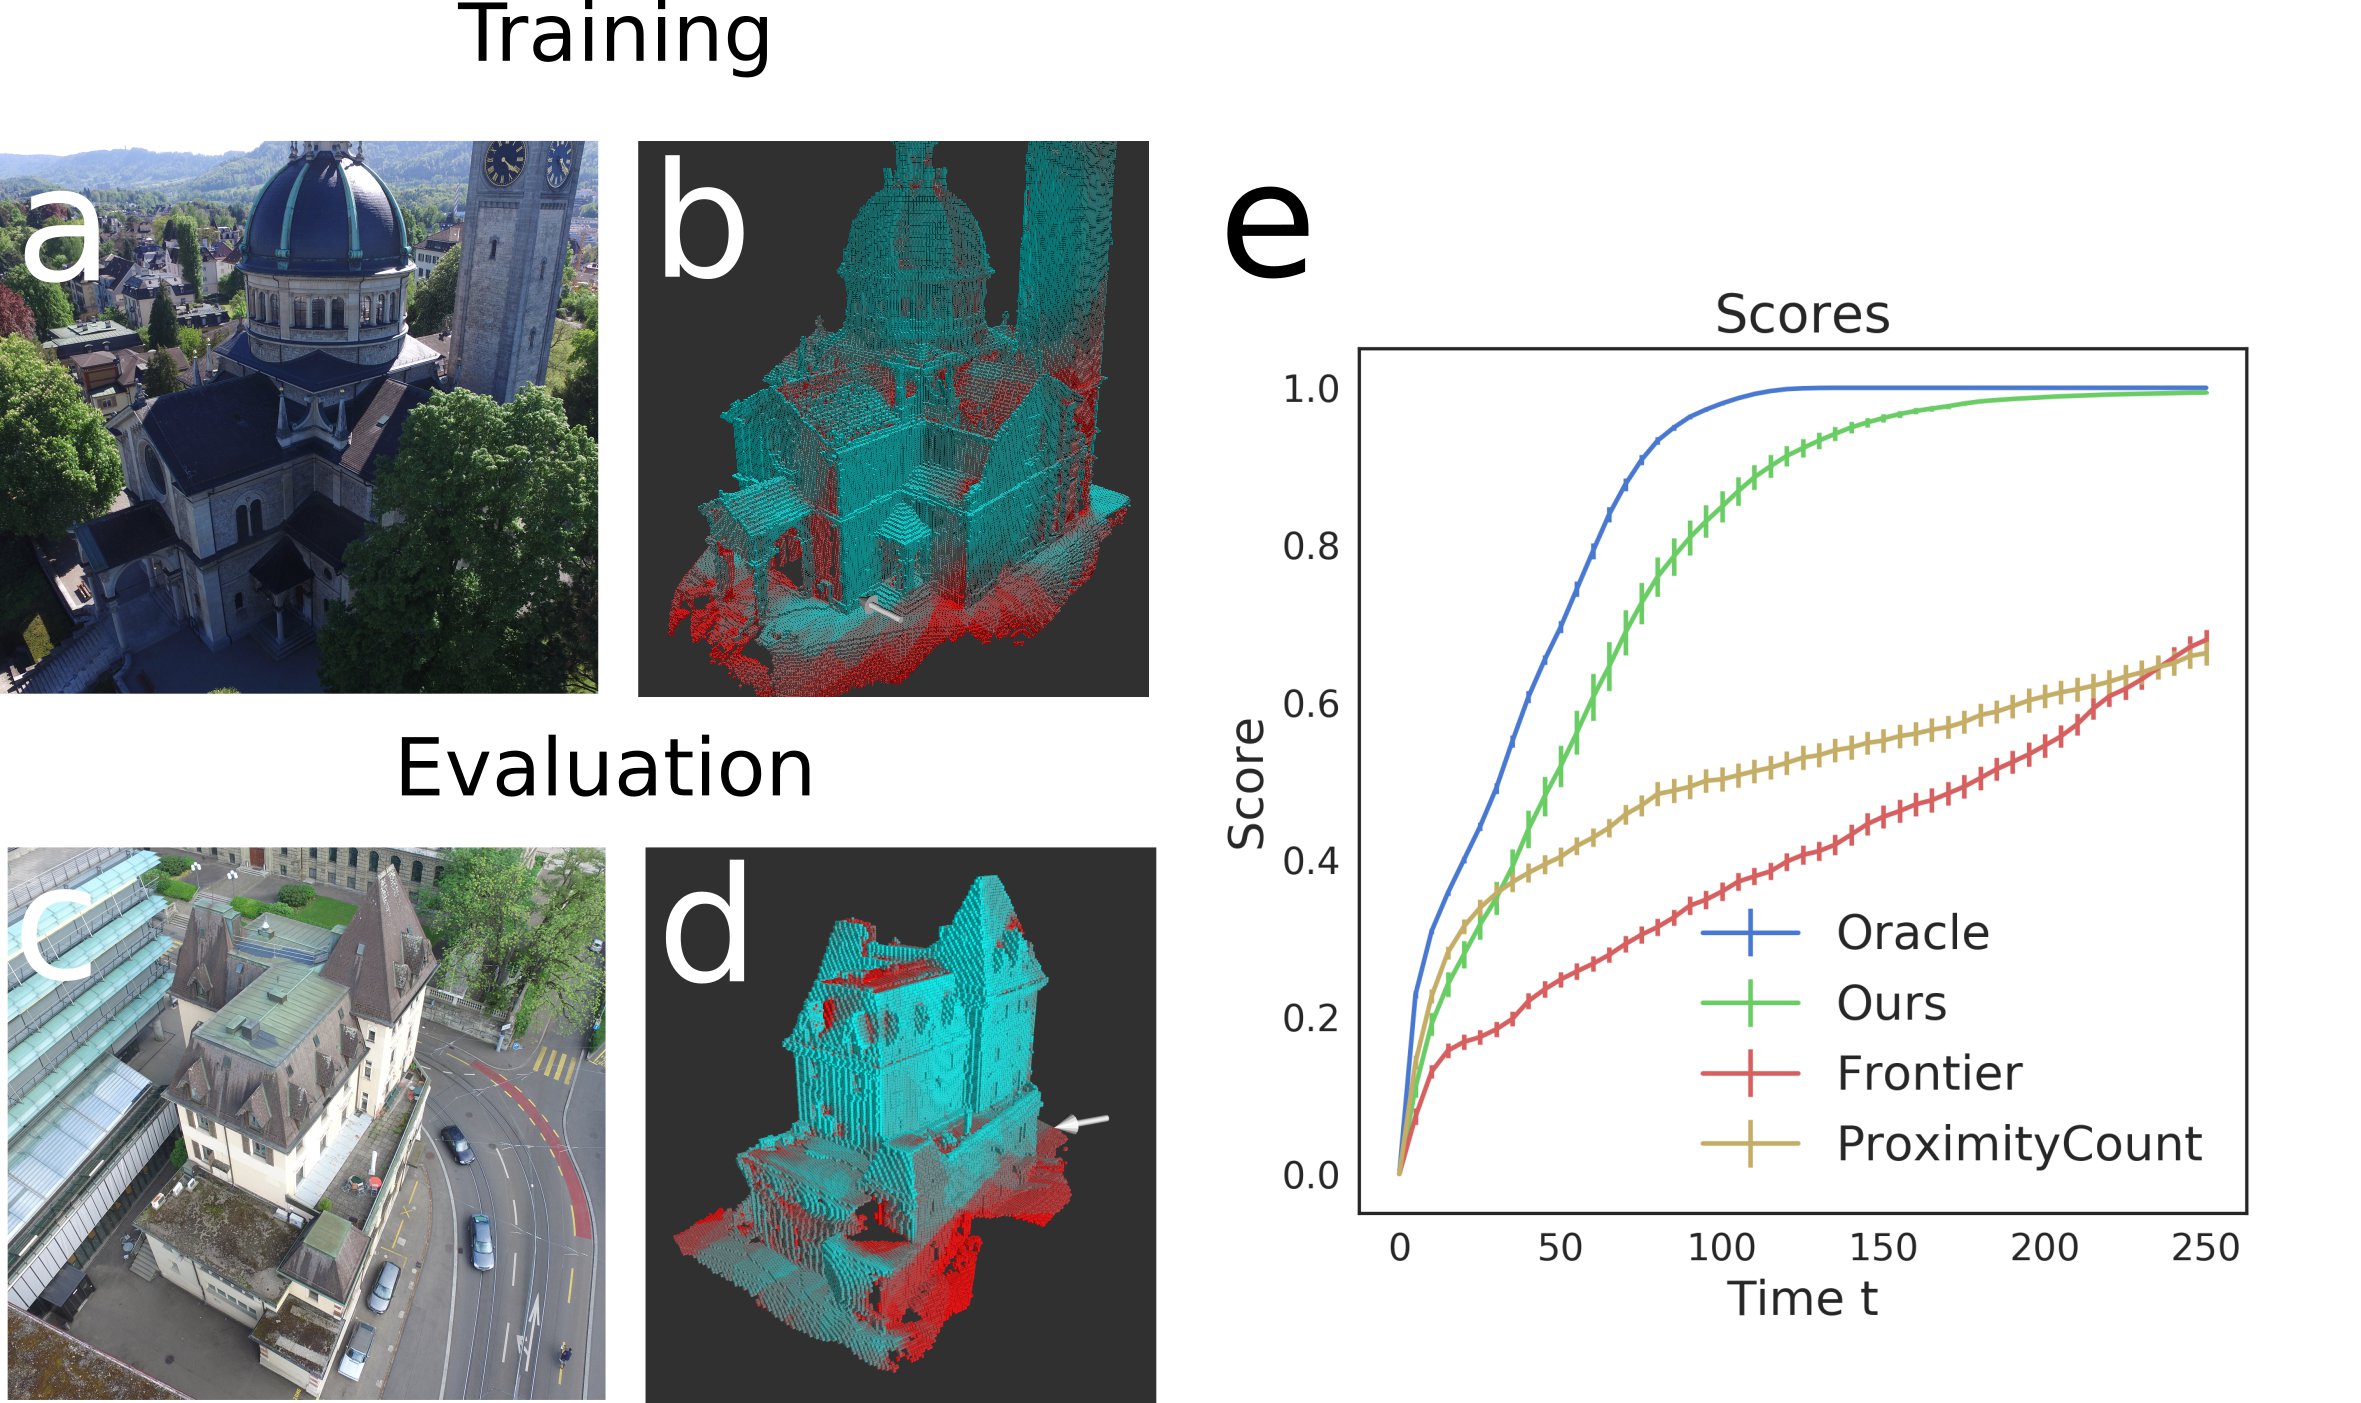 Training
a
b
Evaluation
c
d
e
Scores
Score
1.0
0.8
0.6
0.4
0.2
0.0
Oracle
Ours
Frontier
ProximityCount
0 50 100 150 200 250
Time t